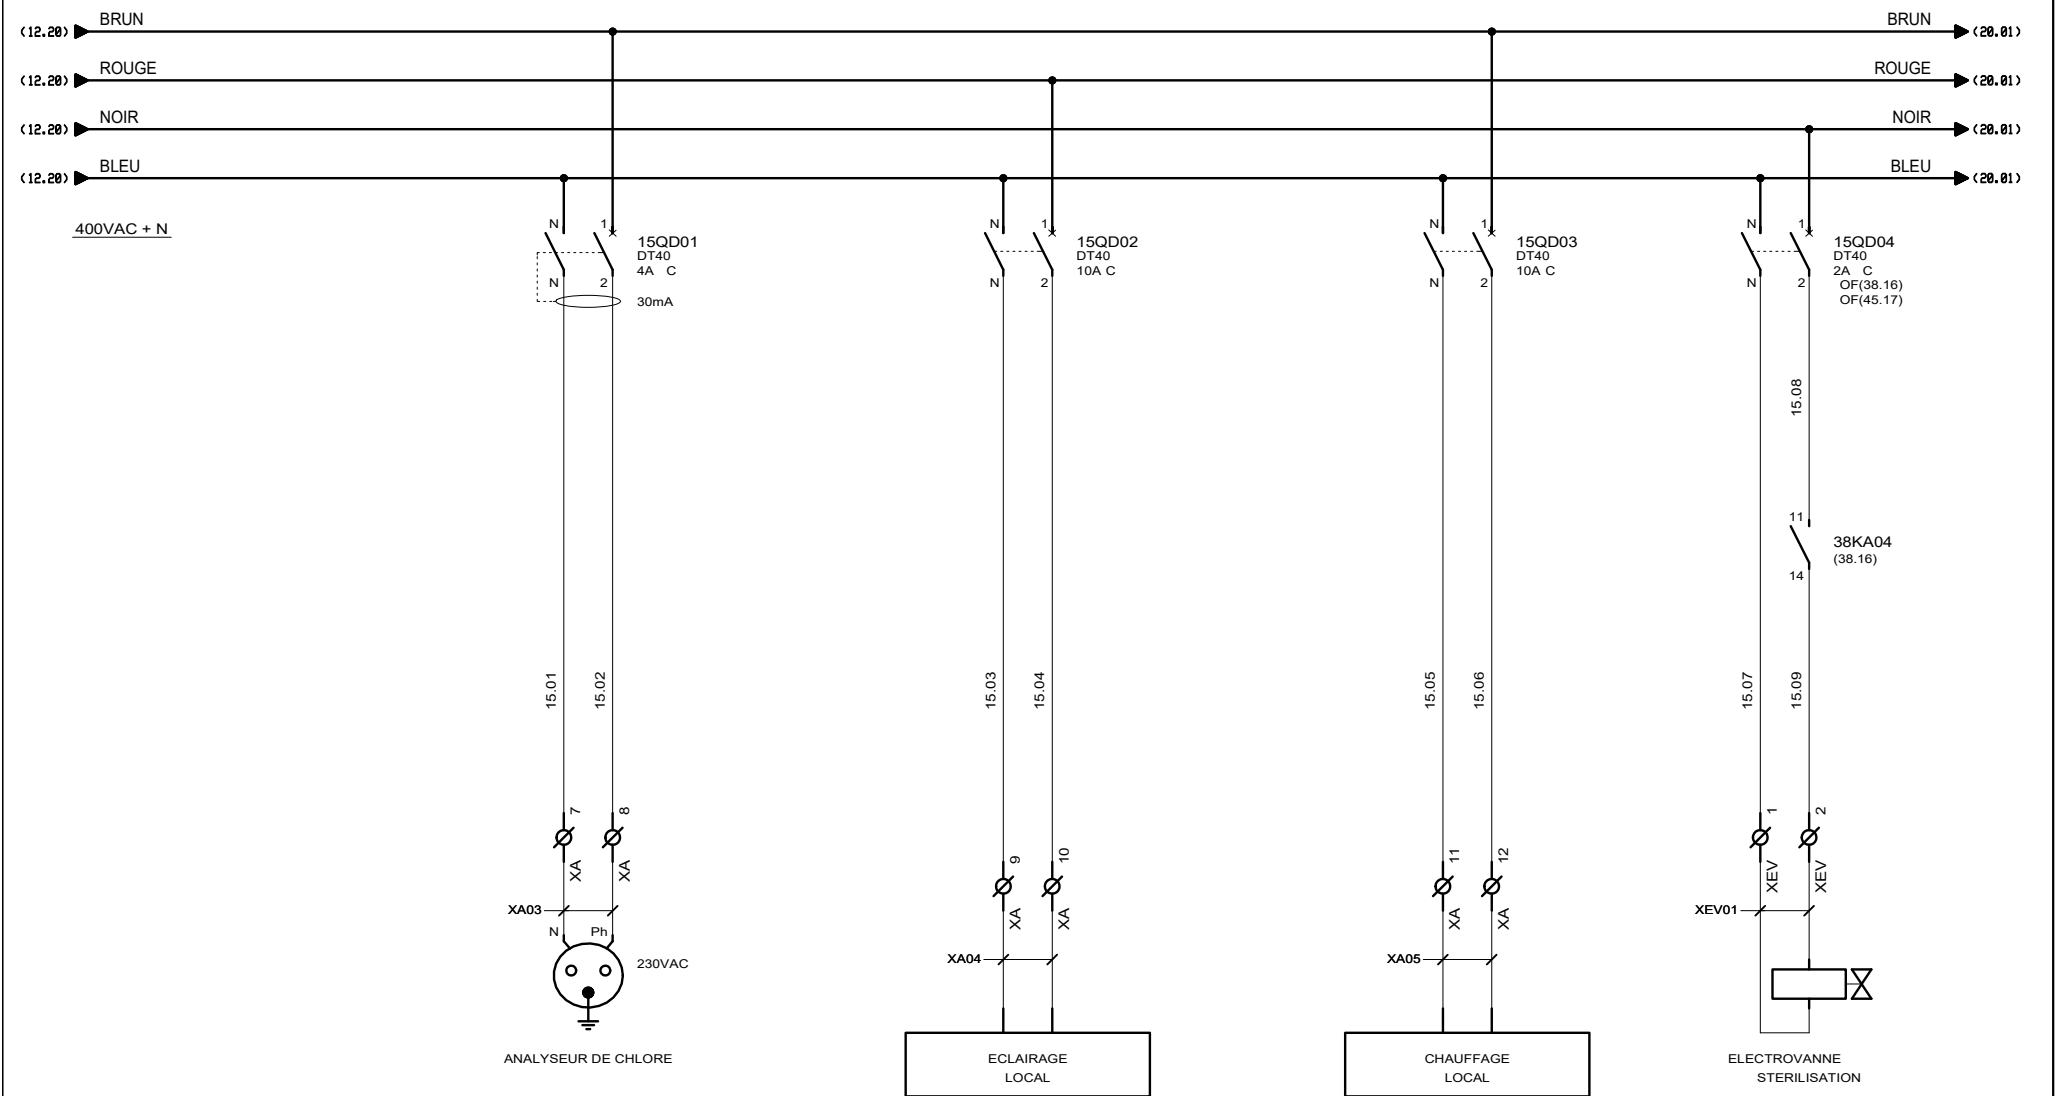 BRUN
BRUN
(12.20)
(20.01)
ROUGE
ROUGE
(12.20)
(20.01)
NOIR
NOIR
(12.20)
(20.01)
BLEU
BLEU
(12.20)
(20.01)
400VAC + N
N 1
15QD01
DT40
4A C
N 2
30mA
N 1
15QD02
DT40
10A C
N 2
N 1
15QD03
DT40
10A C
N 2
N 1
15QD04
DT40
2A C
N 2
OF(38.16)
OF(45.17)
15.08
11
38KA04
(38.16)
14
15.01
15.02
15.03
15.04
15.05
15.06
15.07
15.09
7
8
XA
XA
XA03
N Ph
230VAC
ANALYSEUR DE CHLORE
9
10
XA
XA
XA04
ECLAIRAGE
LOCAL
11
12
XA
XA
XA05
CHAUFFAGE
LOCAL
1
2
XEV
XEV
XEV01
ELECTROVANNE
STERILISATION